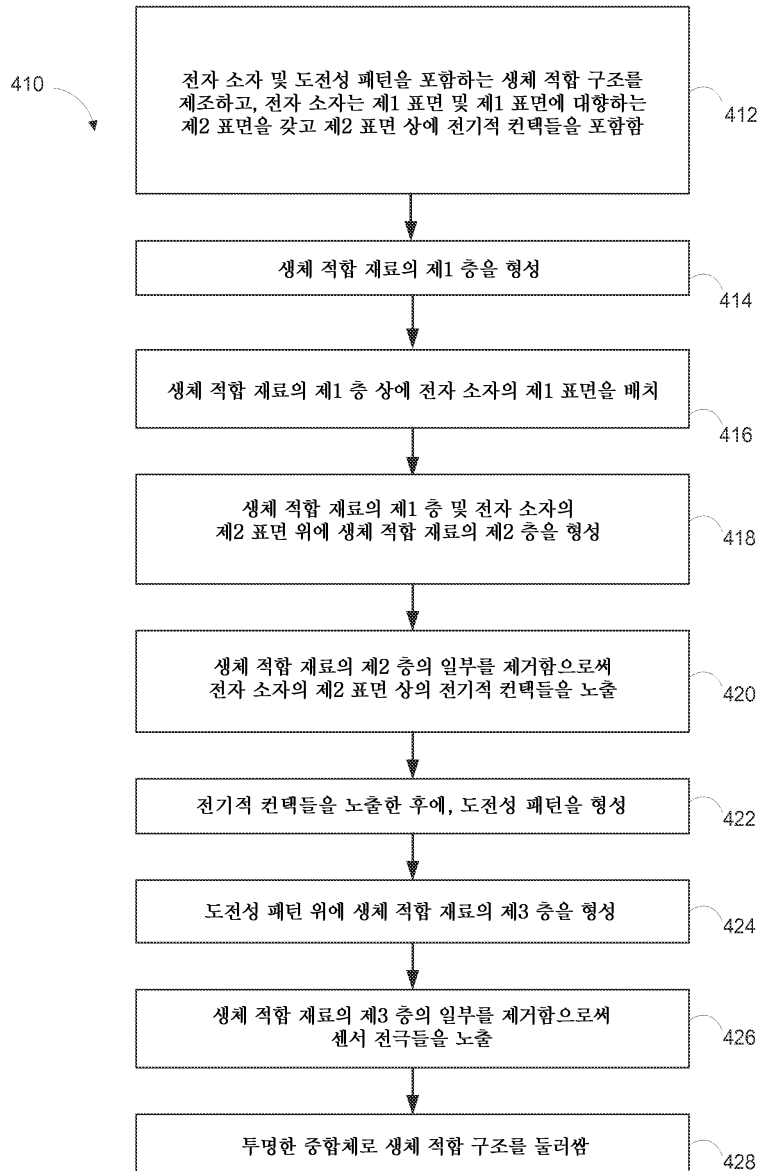 410
전자 소자 및 도전성 패턴을 포함하는 생체 적합 구조를
제조하고, 전자 소자는 제1 표면 및 제1 표면에 대향하는
제2 표면을 갖고 제2 표면 상에 전기적 컨택들을 포함함
412
생체 적합 재료의 제1 층을 형성
414
생체 적합 재료의 제1 층 상에 전자 소자의 제1 표면을 배치
416
생체 적합 재료의 제1 층 및 전자 소자의
제2 표면 위에 생체 적합 재료의 제2 층을 형성
418
생체 적합 재료의 제2 층의 일부를 제거함으로써
전자 소자의 제2 표면 상의 전기적 컨택들을 노출
420
전기적 컨택들을 노출한 후에, 도전성 패턴을 형성
422
도전성 패턴 위에 생체 적합 재료의 제3 층을 형성
424
생체 적합 재료의 제3 층의 일부를 제거함으로써
센서 전극들을 노출
426
투명한 중합체로 생체 적합 구조를 둘러쌈
428